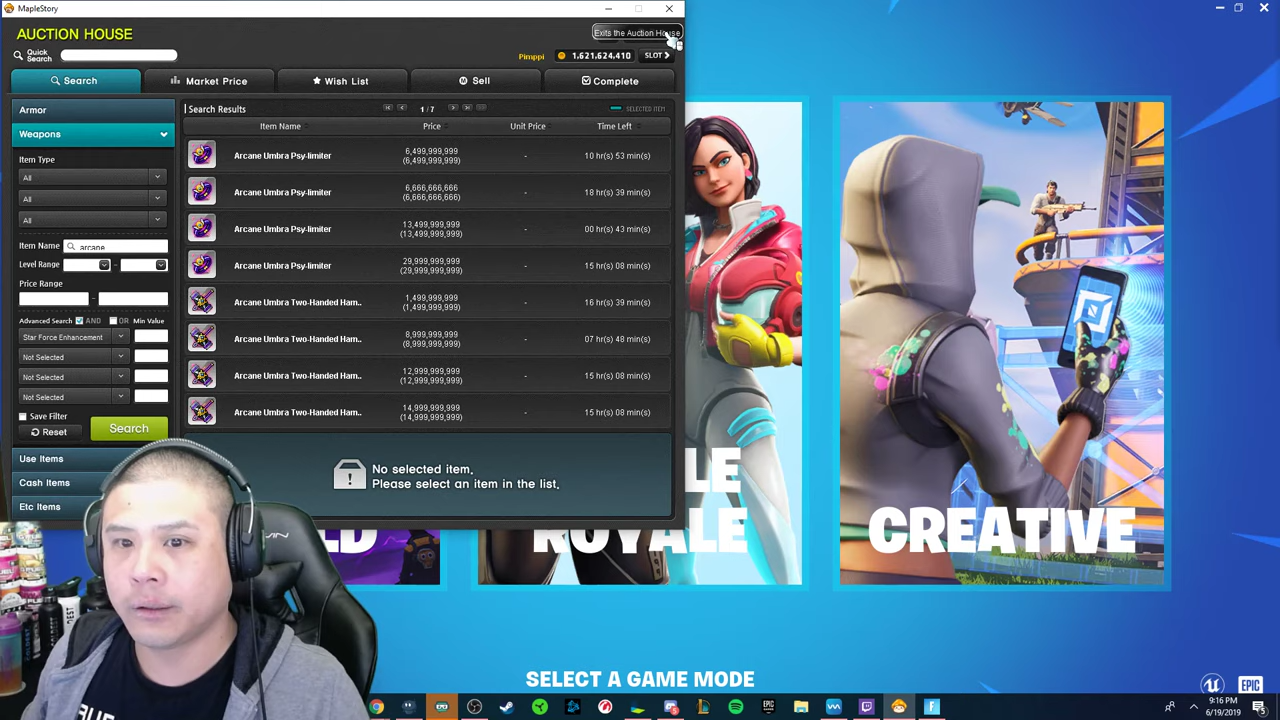 MapleStory
AUCTION HOUSE
Exits the Auction House
Quick
Search
Pimppi
1,621,624,410
SLOT
Search
Market Price
Wish List
Sell
Complete
Armor
Weapons
Item Type
All
All
All
Item Name
arcane
Level Range
-
Price Range
-
Advanced Search AND OR Min Value
Star Force Enhancement
Not Selected
Not Selected
Not Selected
Save Filter
Reset
Search
Use Items
Cash Items
Etc Items
Search Results
1 / 7
SELECTED ITEM
Item Name Price Unit Price Time Left
Arcane Umbra Psy-limiter 6,499,999,999 - 10 hr(s) 53 min(s)
(6,499,999,999)
Arcane Umbra Psy-limiter 6,666,666,666 - 18 hr(s) 39 min(s)
(6,666,666,666)
Arcane Umbra Psy-limiter 13,499,999,999 - 00 hr(s) 43 min(s)
(13,499,999,999)
Arcane Umbra Psy-limiter 29,999,999,999 - 15 hr(s) 08 min(s)
(29,999,999,999)
Arcane Umbra Two-Handed Ham.. 1,499,999,999 - 16 hr(s) 39 min(s)
(1,499,999,999)
Arcane Umbra Two-Handed Ham.. 8,999,999,999 - 07 hr(s) 48 min(s)
(8,999,999,999)
Arcane Umbra Two-Handed Ham.. 12,999,999,999 - 15 hr(s) 08 min(s)
(12,999,999,999)
Arcane Umbra Two-Handed Ham.. 14,999,999,999 - 15 hr(s) 08 min(s)
(14,999,999,999)
No selected item.
Please select an item in the list.
LE
ROYALE
CREATIVE
SELECT A GAME MODE
EPIC
9:16 PM
6/19/2019